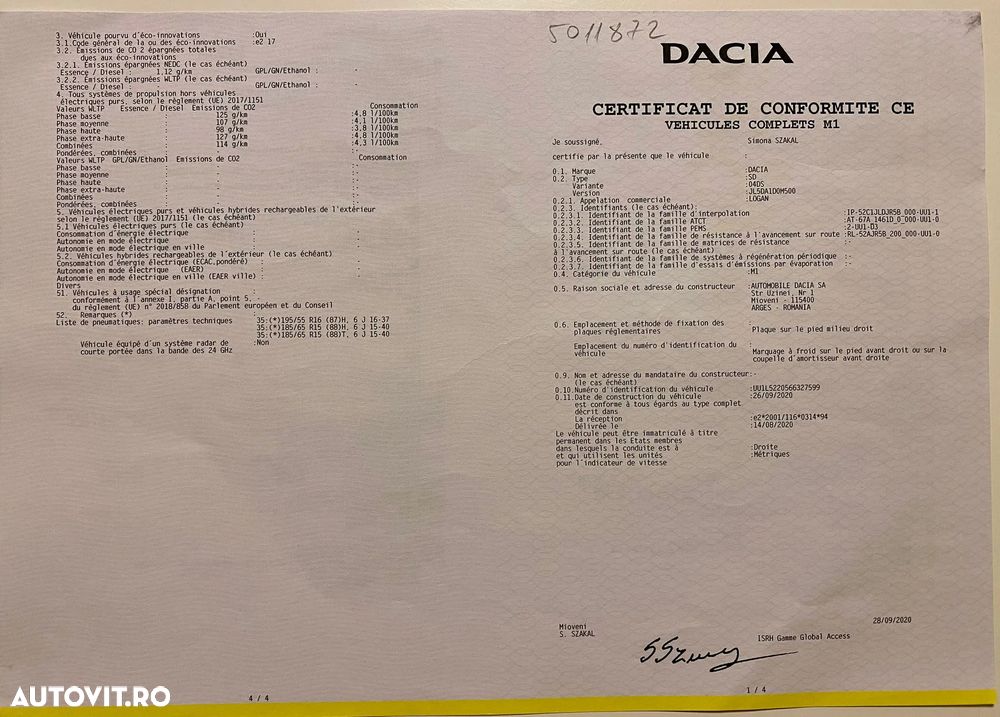 3. Véhicule pourvu d'éco-innovations :Oui
3.1.Code général de la ou des éco-innovations :e2 17
3.2. Emissions de CO 2 épargnées totales
dues aux éco-innovations
3.2.1. Emissions épargnées NEDC (le cas échéant)
Essence / Diesel : 1,12 g/km GPL/GN/Ethanol : -
3.2.2. Emissions épargnées WLTP (le cas échéant)
Essence / Diesel : - GPL/GN/Ethanol : -
4. Tous systèmes de propulsion hors véhicules
électriques purs, selon le règlement (UE) 2017/1151
Valeurs WLTP Essence / Diesel Emissions de CO2 Consommation
Phase basse : 125 g/km :4,8 l/100km
Phase moyenne : 107 g/km :4,1 l/100km
Phase haute : 98 g/km :3,8 l/100km
Phase extra-haute : 127 g/km :4,8 l/100km
Combinées : 114 g/km :4,3 l/100km
Pondérées, combinées : - :-
Valeurs WLTP GPL/GN/Ethanol Emissions de CO2 Consommation
Phase basse : - :-
Phase moyenne : - :-
Phase haute : - :-
Phase extra-haute : - :-
Combinées : - :-
Pondérées, combinées : - :-
5. Véhicules électriques purs et véhicules hybrides rechargeables de l'extérieur
selon le règlement (UE) 2017/1151 (le cas échéant)
5.1 Véhicules électriques purs (le cas échéant)
Consommation d'énergie électrique : -
Autonomie en mode électrique : -
Autonomie en mode électrique en ville : -
5.2. Véhicules hybrides rechargeables de l'extérieur (le cas échéant)
Consommation d'énergie électrique (ECAC,pondéré) : -
Autonomie en mode électrique (EAER) : -
Autonomie en mode électrique en ville (EAER ville) : -
Divers
51. Véhicules à usage spécial désignation :
conformément à l'annexe I, partie A, point 5, -
du règlement (UE) n° 2018/858 du Parlement européen et du Conseil
52. Remarques (*) :
Liste de pneumatics: paramètres techniques 35:(*)195/55 R16 (87)H, 6 J 16-37
35:(*)185/65 R15 (88)H, 6 J 15-40
35:(*)185/65 R15 (88)T, 6 J 15-40
Véhicule équipé d'un système radar de :Non
courte portée dans la bande des 24 GHz
4 / 4
5011872
DACIA
CERTIFICAT DE CONFORMITE CE
VEHICULES COMPLETS M1
Je soussigné, Simona SZAKAL
certifie par la présente que le véhicule :
0.1. Marque :DACIA
0.2. Type :SD
Variante :04DS
Version :JL5DA1D0M500
0.2.1. Appelation commerciale :LOGAN
0.2.3. Identifiants (le cas échéant):
0.2.3.1. Identifiant de la famille d'interpolation :IP-52C1JLDJR5B_000-UU1-1
0.2.3.2. Identifiant de la famille ATCT :AT-67A_1461D_0_000-UU1-0
0.2.3.3. Identifiant de la famille PEMS :2-UU1-D3
0.2.3.4. Identifiant de la famille de résistance à l'avancement sur route :RL-52AJR5B_200_000-UU1-0
0.2.3.5. Identifiant de la famille de matrices de résistance :-
à l'avancement sur route (le cas échéant)
0.2.3.6. Identifiant de la famille de systèmes à régénération périodique :-
0.2.3.7. Identifiant de la famille d'essais d'émissions par évaporation :-
0.4. Catégorie du véhicule :M1
0.5. Raison sociale et adresse du constructeur :AUTOMOBILE DACIA SA
Str Uzinei, Nr 1
Mioveni - 115400
ARGES - ROMANIA
0.6. Emplacement et méthode de fixation des :
plaques réglementaires Plaque sur le pied milieu droit
Emplacement du numéro d'identification du :
véhicule Marquage à froid sur le pied avant droit ou sur la
coupelle d'amortisseur avant droite
0.9. Nom et adresse du mandataire du constructeur:-
(le cas échéant)
0.10.Numéro d'identification du véhicule :UU1L5220566327599
0.11.Date de construction du véhicule :26/09/2020
est conforme à tous égards au type complet
décrit dans
La réception :e2*2001/116*0314*94
Délivrée le :14/08/2020
Le véhicule peut être immatriculé à titre
permanent dans les Etats membres
dans lesquels la conduite est à :Droite
et qui utilisent les unités :Métriques
pour l'indicateur de vitesse
28/09/2020
Mioveni
S. SZAKAL
ISRH Gamme Global Access
SSzakal
1 / 4
AUTOVIT.RO